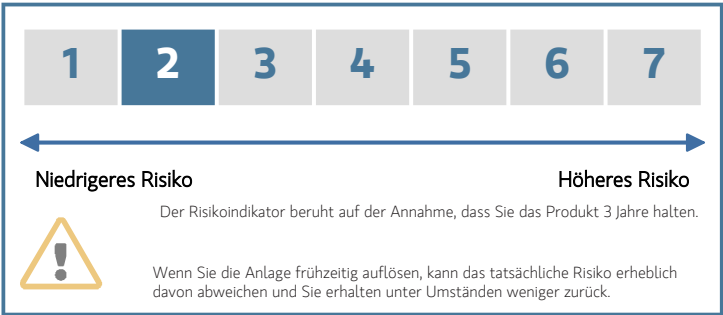 1 2 3 4 5 6 7
Niedrigeres Risiko Höheres Risiko
Der Risikoindikator beruht auf der Annahme, dass Sie das Produkt 3 Jahre halten.
Wenn Sie die Anlage frühzeitig auflösen, kann das tatsächliche Risiko erheblich
davon abweichen und Sie erhalten unter Umständen weniger zurück.